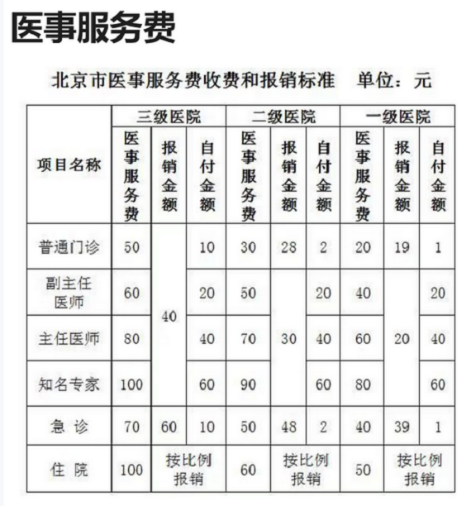 医事服务费
北京市医事服务费收费和报销标准 单位：元
项目名称 三级医院 二级医院 一级医院
医事服务费 报销金额 自付金额 医事服务费 报销金额 自付金额 医事服务费 报销金额 自付金额
普通门诊 50 40 10 30 28 2 20 19 1
副主任医师 60 20 50 30 20 40 20 20
主任医师 80 40 70 40 60 40
知名专家 100 60 90 60 80 60
急诊 70 60 10 50 48 2 40 39 1
住院 100 按比例报销 60 按比例报销 50 按比例报销